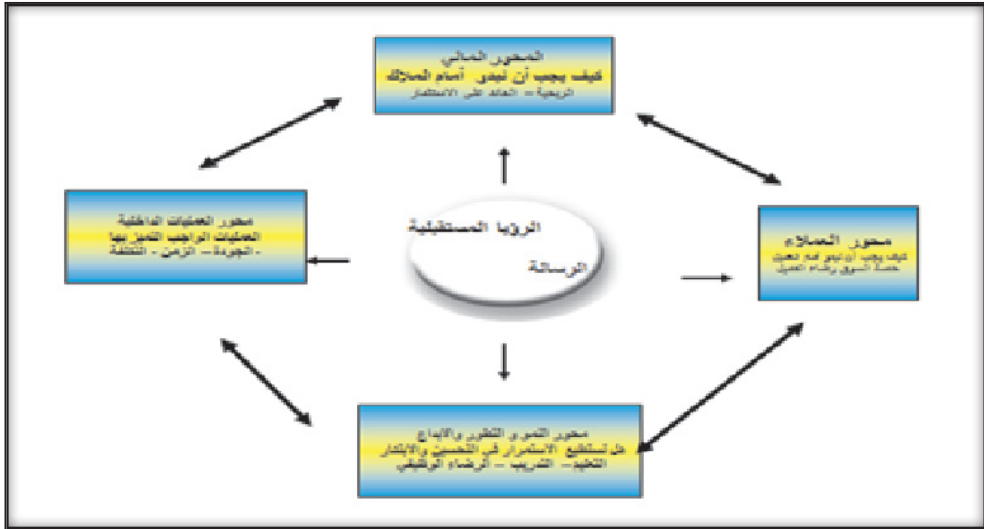 المحور المالي
كيف يجب أن نبدو أمام الملاك
الربحية – العائد على الاستثمار
الرؤيا المستقبلية
الرسالة
محور العملاء
كيف يجب أن نبدو أمام العميل
حصة السوق رضاء العميل
محور العمليات الداخلية
العمليات الواجب التميز بها
- الجودة – الزمن - التكلفة
محور النمو و التطور والابداع
هل نستطيع الاستمرار في التحسين والابتكار
التعليم – التدريب – الرضاء الوظيفي